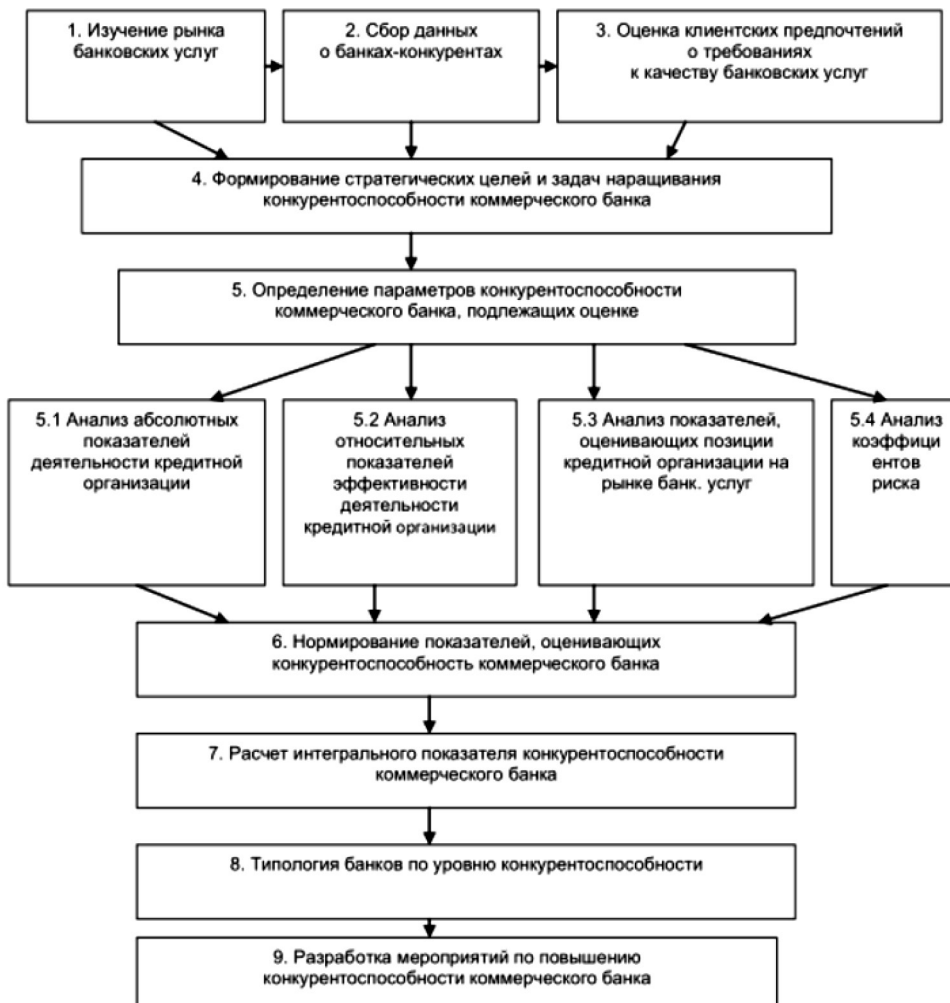 1. Изучение рынка
банковских услуг
2. Сбор данных
о банках-конкурентах
3. Оценка клиентских предпочтений
о требованиях
к качеству банковских услуг
4. Формирование стратегических целей и задач наращивания
конкурентоспособности коммерческого банка
5. Определение параметров конкурентоспособности
коммерческого банка, подлежащих оценке
5.1 Анализ абсолютных
показателей
деятельности кредитной
организации
5.2 Анализ
относительных
показателей
эффективности
деятельности
кредитной организации
5.3 Анализ показателей,
оценивающих позиции
кредитной организации на
рынке банк. услуг
5.4 Анализ
коэффици
ентов
риска
6. Нормирование показателей, оценивающих
конкурентоспособность коммерческого банка
7. Расчет интегрального показателя конкурентоспособности
коммерческого банка
8. Типология банков по уровню конкурентоспособности
9. Разработка мероприятий по повышению
конкурентоспособности коммерческого банка